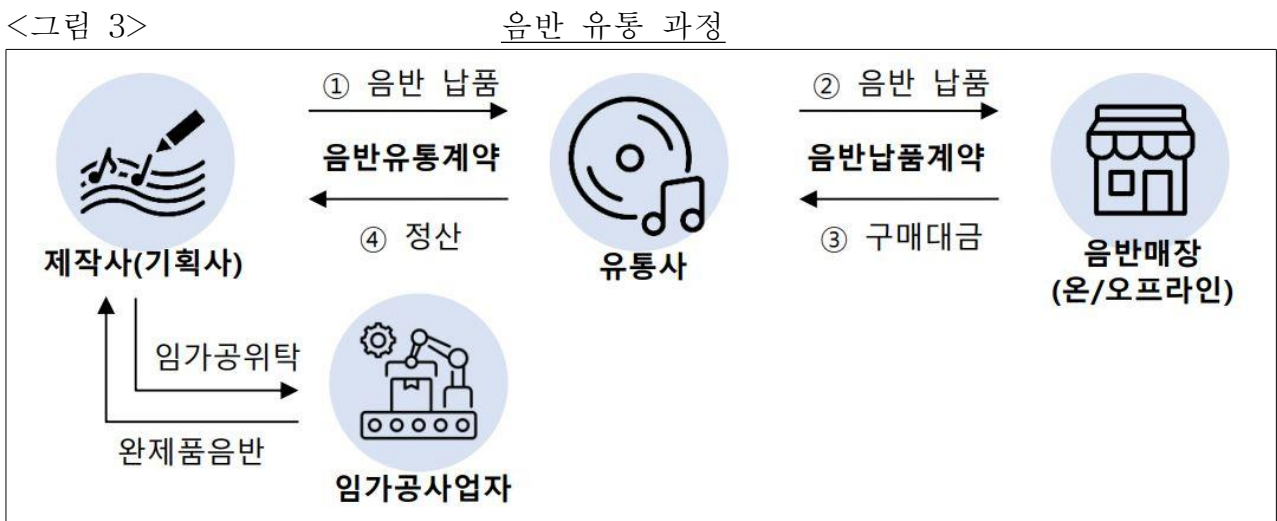 <그림 3>
음반 유통 과정
① 음반 납품
음반유통계약
④ 정산
② 음반 납품
음반납품계약
③ 구매대금
제작사(기획사)
유통사
음반매장
(온/오프라인)
임가공위탁
완제품음반
임가공사업자